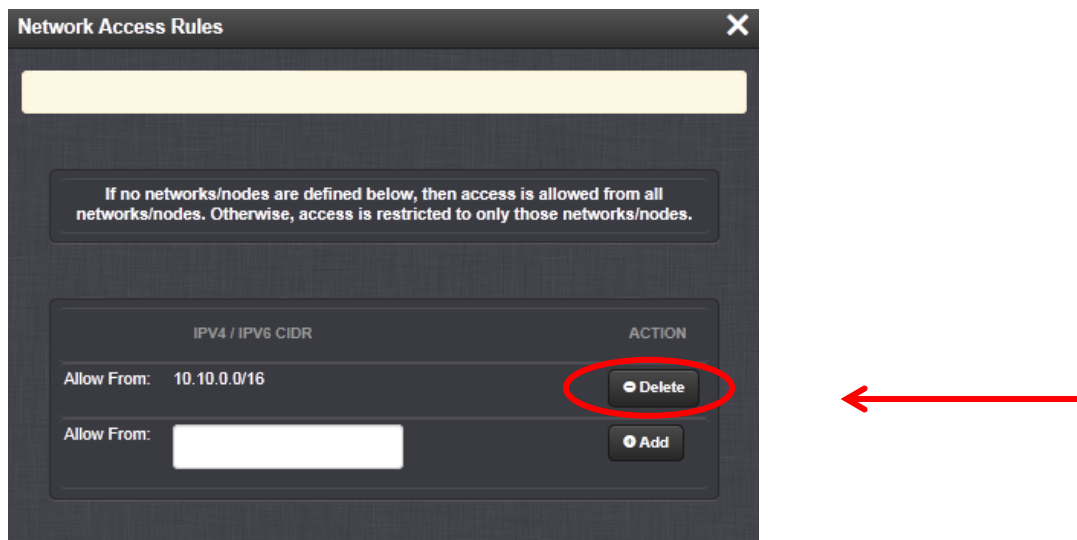 Network Access Rules
If no networks/nodes are defined below, then access is allowed from all
networks/nodes. Otherwise, access is restricted to only those networks/nodes.
IPV4 / IPV6 CIDR ACTION
Allow From: 10.10.0.0/16 Delete
Allow From: Add